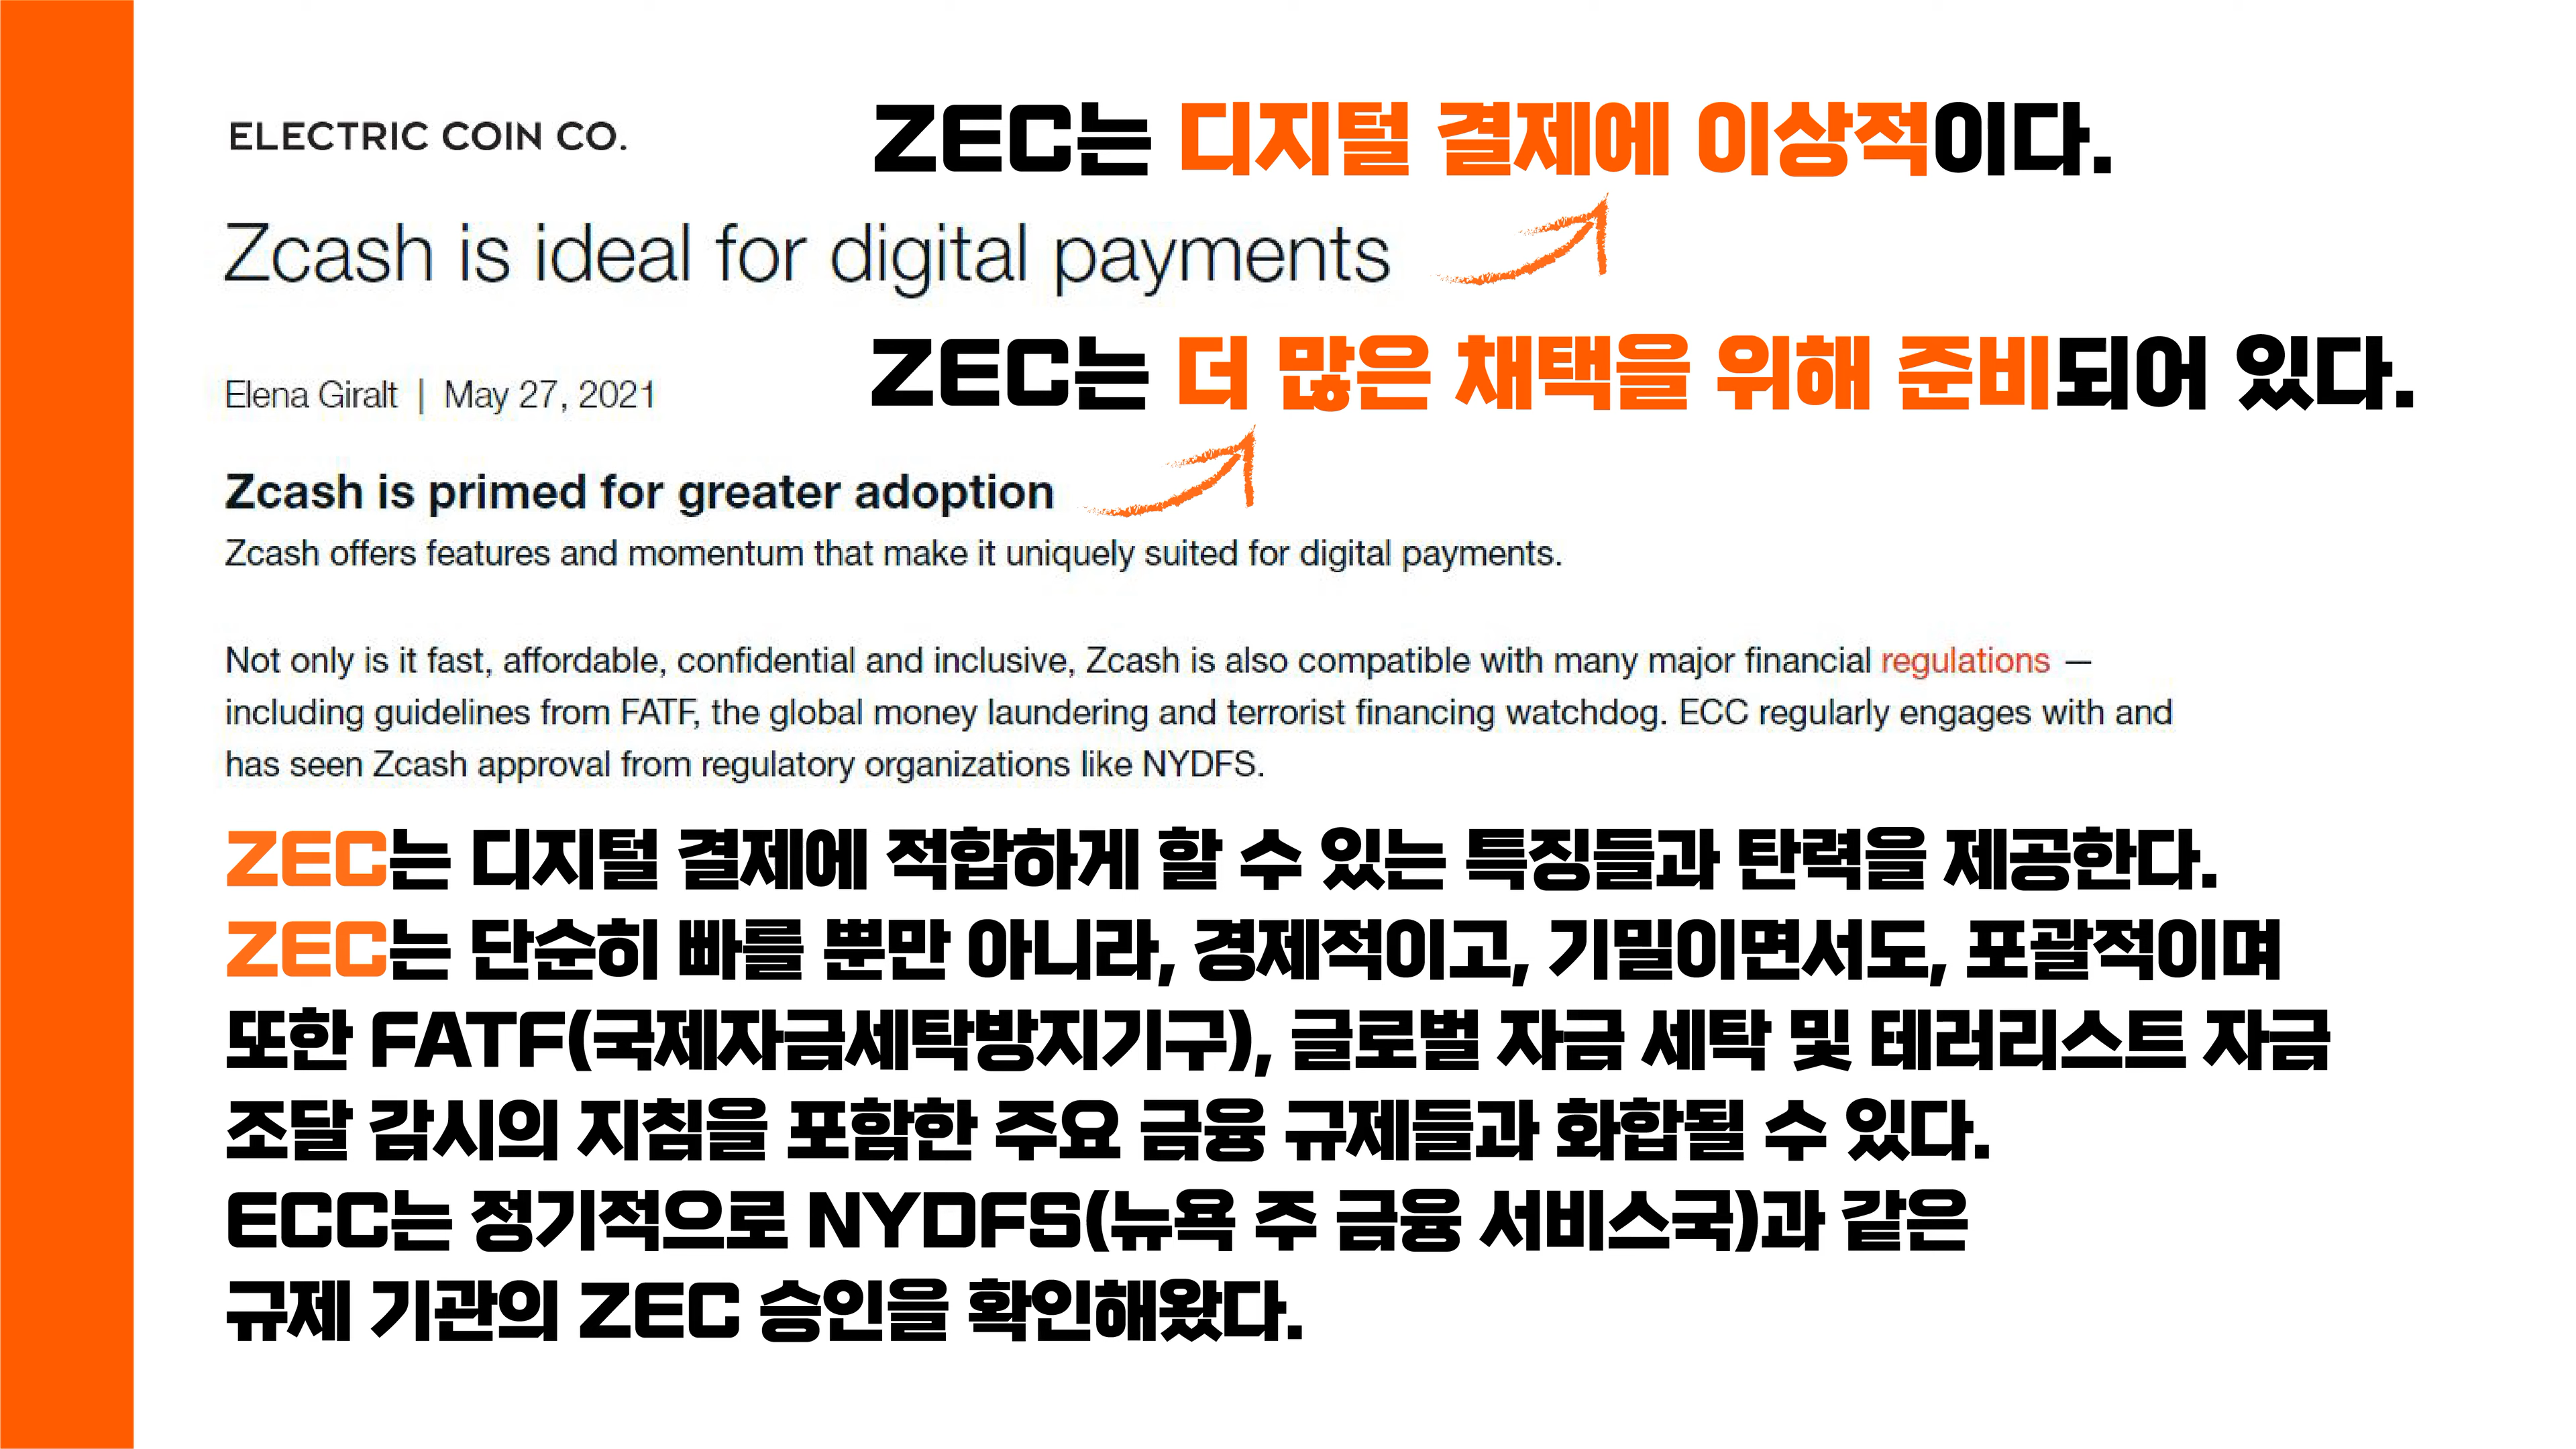 ELECTRIC COIN CO.
ZEC는 디지털 결제에 이상적이다.
Zcash is ideal for digital payments
ZEC는 더 많은 채택을 위해 준비되어 있다.
Elena Giralt | May 27, 2021
Zcash is primed for greater adoption
Zcash offers features and momentum that make it uniquely suited for digital payments.
Not only is it fast, affordable, confidential and inclusive, Zcash is also compatible with many major financial regulations —
including guidelines from FATF, the global money laundering and terrorist financing watchdog. ECC regularly engages with and
has seen Zcash approval from regulatory organizations like NYDFS.
ZEC는 디지털 결제에 적합하게 할 수 있는 특징들과 탄력을 제공한다.
ZEC는 단순히 빠를 뿐만 아니라, 경제적이고, 기밀이면서도, 포괄적이며
또한 FATF(국제자금세탁방지기구), 글로벌 자금 세탁 및 테러리스트 자금
조달 감시의 지침을 포함한 주요 금융 규제들과 화합될 수 있다.
ECC는 정기적으로 NYDFS(뉴욕 주 금융 서비스국)과 같은
규제 기관의 ZEC 승인을 확인해왔다.